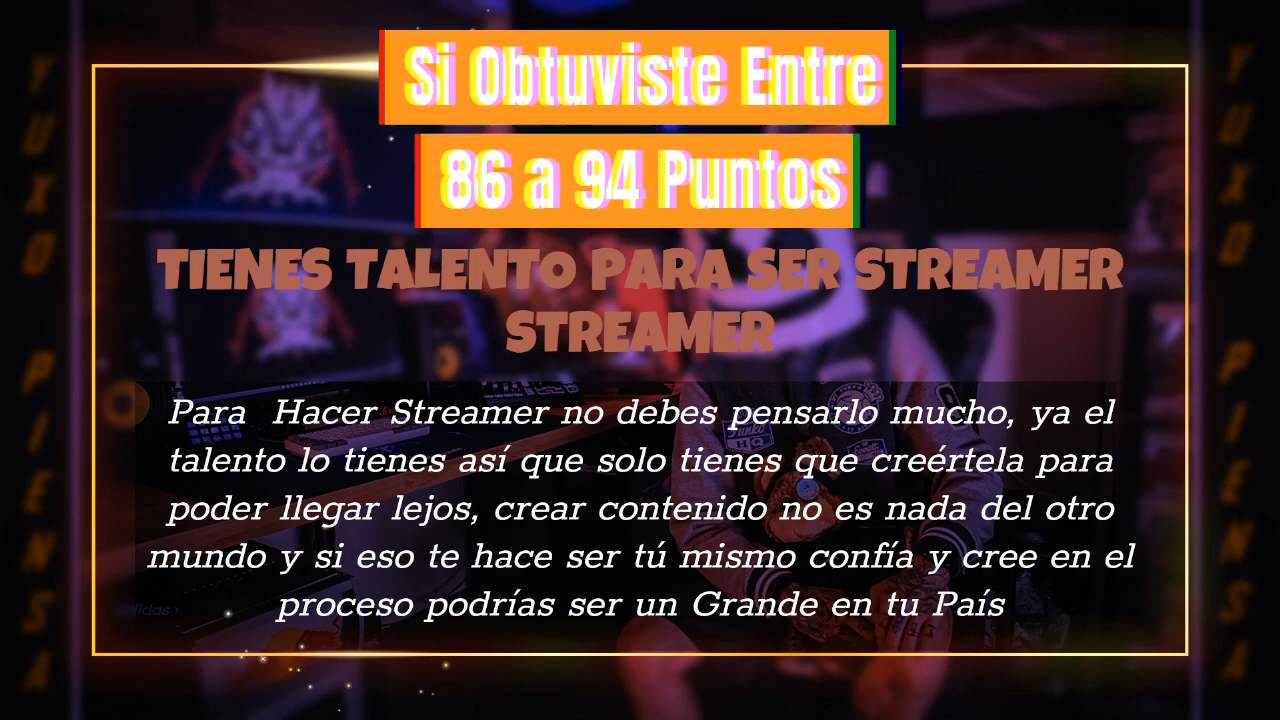 Si Obtuviste Entre
86 a 94 Puntos
TIENES TALENTO PARA SER STREAMER
STREAMER
Para Hacer Streamer no debes pensarlo mucho, ya el
talento lo tienes así que solo tienes que creértela para
poder llegar lejos, crear contenido no es nada del otro
mundo y si eso te hace ser tú mismo confía y cree en el
proceso podrías ser un Grande en tu País
YUXO PIENSA
YUXO PIENSA
Funko
HQ